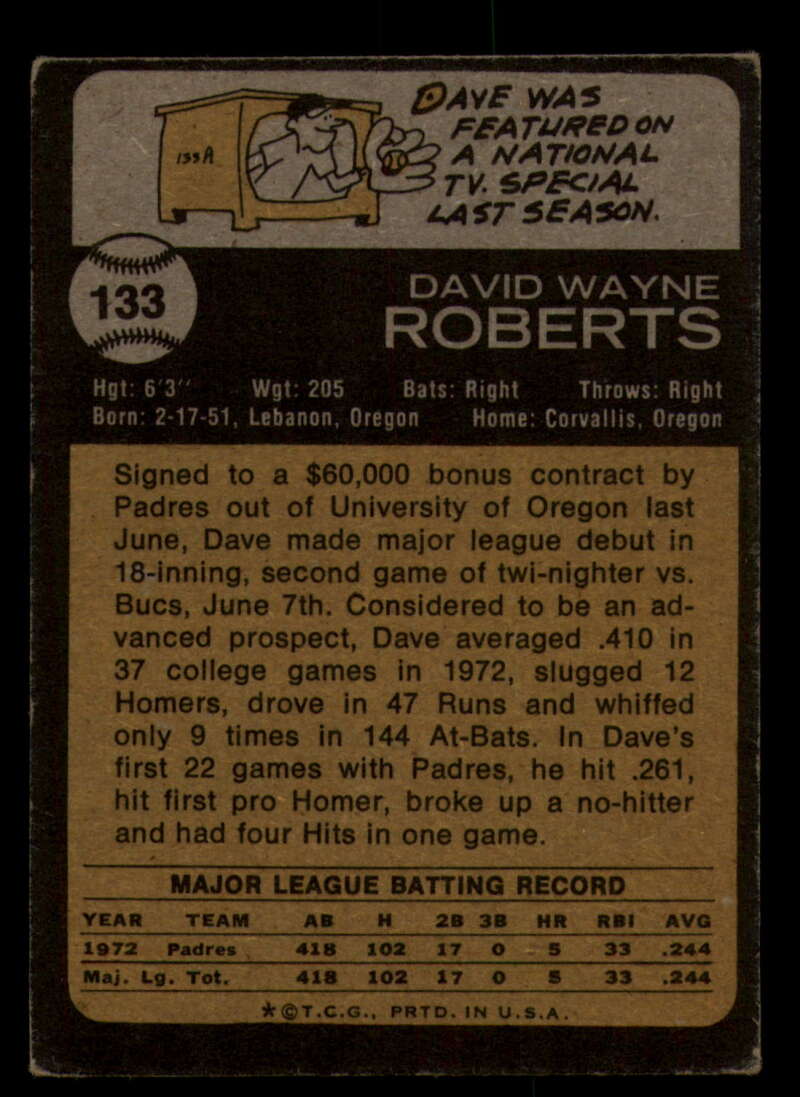 DAVE WAS
FEATURED ON
A NATIONAL
TV. SPECIAL
LAST SEASON.
133
DAVID WAYNE
ROBERTS
Hgt: 6'3" Wgt: 205 Bats: Right Throws: Right
Born: 2-17-51, Lebanon, Oregon Home: Corvallis, Oregon
Signed to a $60,000 bonus contract by
Padres out of University of Oregon last
June, Dave made major league debut in
18-inning, second game of twi-nighter vs.
Bucs, June 7th. Considered to be an ad-
vanced prospect, Dave averaged .410 in
37 college games in 1972, slugged 12
Homers, drove in 47 Runs and whiffed
only 9 times in 144 At-Bats. In Dave's
first 22 games with Padres, he hit .261,
hit first pro Homer, broke up a no-hitter
and had four Hits in one game.
MAJOR LEAGUE BATTING RECORD
YEAR TEAM AB H 2B 3B HR RBI AVG
1972 Padres 418 102 17 0 5 33 .244
Maj. Lg. Tot. 418 102 17 0 5 33 .244
*©T.C.G., PRTD. IN U.S.A.